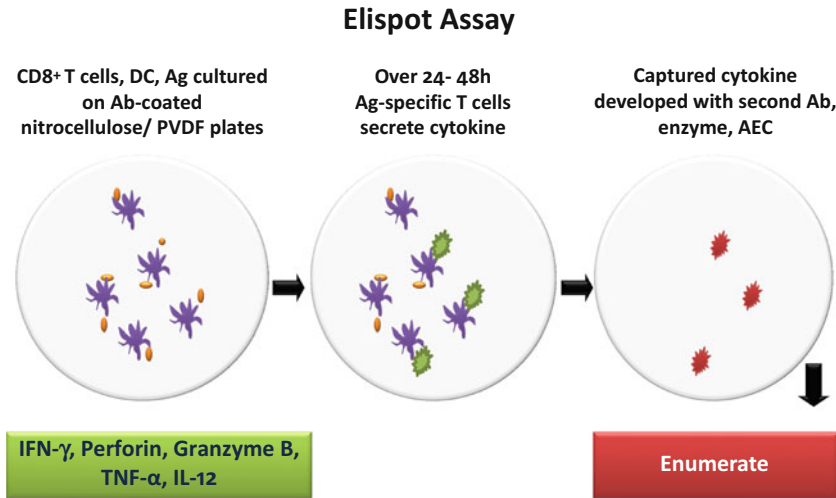 Elispot Assay
CD8+ T cells, DC, Ag cultured
on Ab-coated
nitrocellulose/ PVDF plates
Over 24- 48h
Ag-specific T cells
secrete cytokine
Captured cytokine
developed with second Ab,
enzyme, AEC
IFN-γ, Perforin, Granzyme B,
TNF-α, IL-12
Enumerate